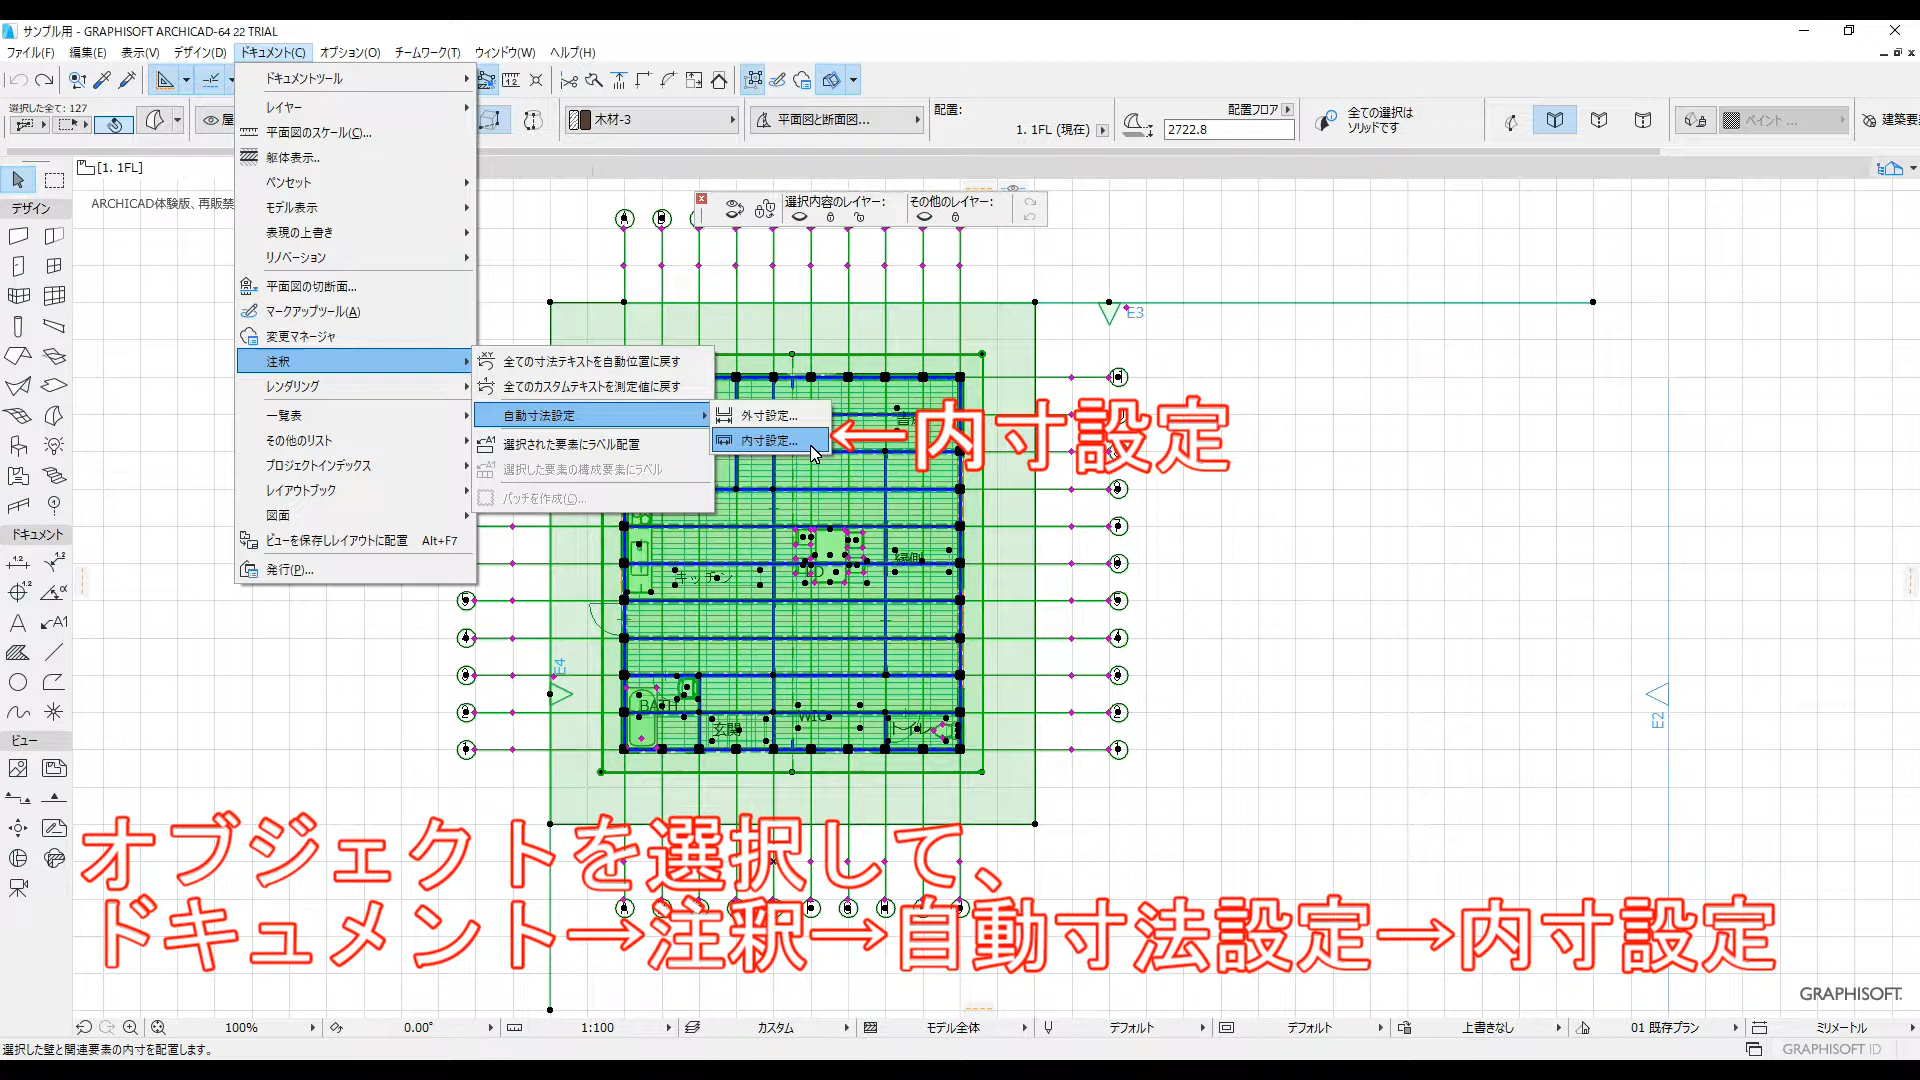 サンプル用 - GRAPHISOFT ARCHICAD-64 22 TRIAL
ファイル(F) 編集(E) 表示(V) デザイン(D) ドキュメント(C) オプション(O) チームワーク(T) ウィンドウ(W) ヘルプ(H)
選択した全て: 127
木材-3
平面図と断面図...
配置:
1. 1FL (現在)
配置フロア
2722.8
全ての選択は
ソリッドです
ペイント ...
建築要
[1. 1FL]
ARCHICAD体験版、再販禁
デザイン
ドキュメント
ビュー
ドキュメントツール
レイヤー
平面図のスケール(C)...
躯体表示..
ペンセット
モデル表示
表現の上書き
リノベーション
平面図の切断面...
マークアップツール(A)
変更マネージャ
注釈
レンダリング
一覧表
その他のリスト
プロジェクトインデックス
レイアウトブック
図面
ビューを保存しレイアウトに配置 Alt+F7
発行(P)...
全ての寸法テキストを自動位置に戻す
全てのカスタムテキストを測定値に戻す
自動寸法設定
選択された要素にラベル配置
選択した要素の構成要素にラベル
パッチを作成(C)...
外寸設定...
内寸設定...
選択内容のレイヤー:
その他のレイヤー:
←内寸設定
E3
E4
E2
キッチン
縁側
BATH
玄関
WIC
トイレ
オブジェクトを選択して、
ドキュメント→注釈→自動寸法設定→内寸設定
GRAPHISOFT.
100%
0.00°
1:100
カスタム
モデル全体
デフォルト
デフォルト
上書きなし
01 既存プラン
ミリメートル
選択した壁と関連要素の内寸を配置します。
GRAPHISOFT ID